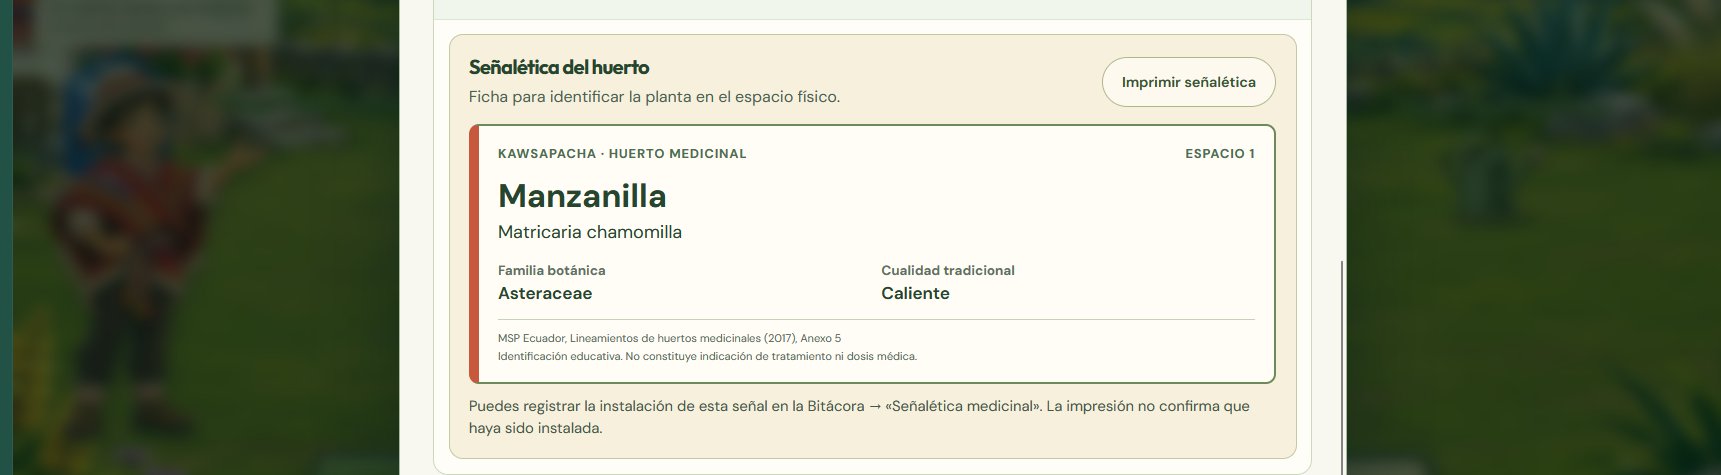 Señalética del huerto
Ficha para identificar la planta en el espacio físico.
Imprimir señalética
KAWSAPACHA · HUERTO MEDICINAL
ESPACIO 1
Manzanilla
Matricaria chamomilla
Familia botánica
Asteraceae
Cualidad tradicional
Caliente
MSP Ecuador, Lineamientos de huertos medicinales (2017), Anexo 5
Identificación educativa. No constituye indicación de tratamiento ni dosis médica.
Puedes registrar la instalación de esta señal en la Bitácora → «Señalética medicinal». La impresión no confirma que
haya sido instalada.